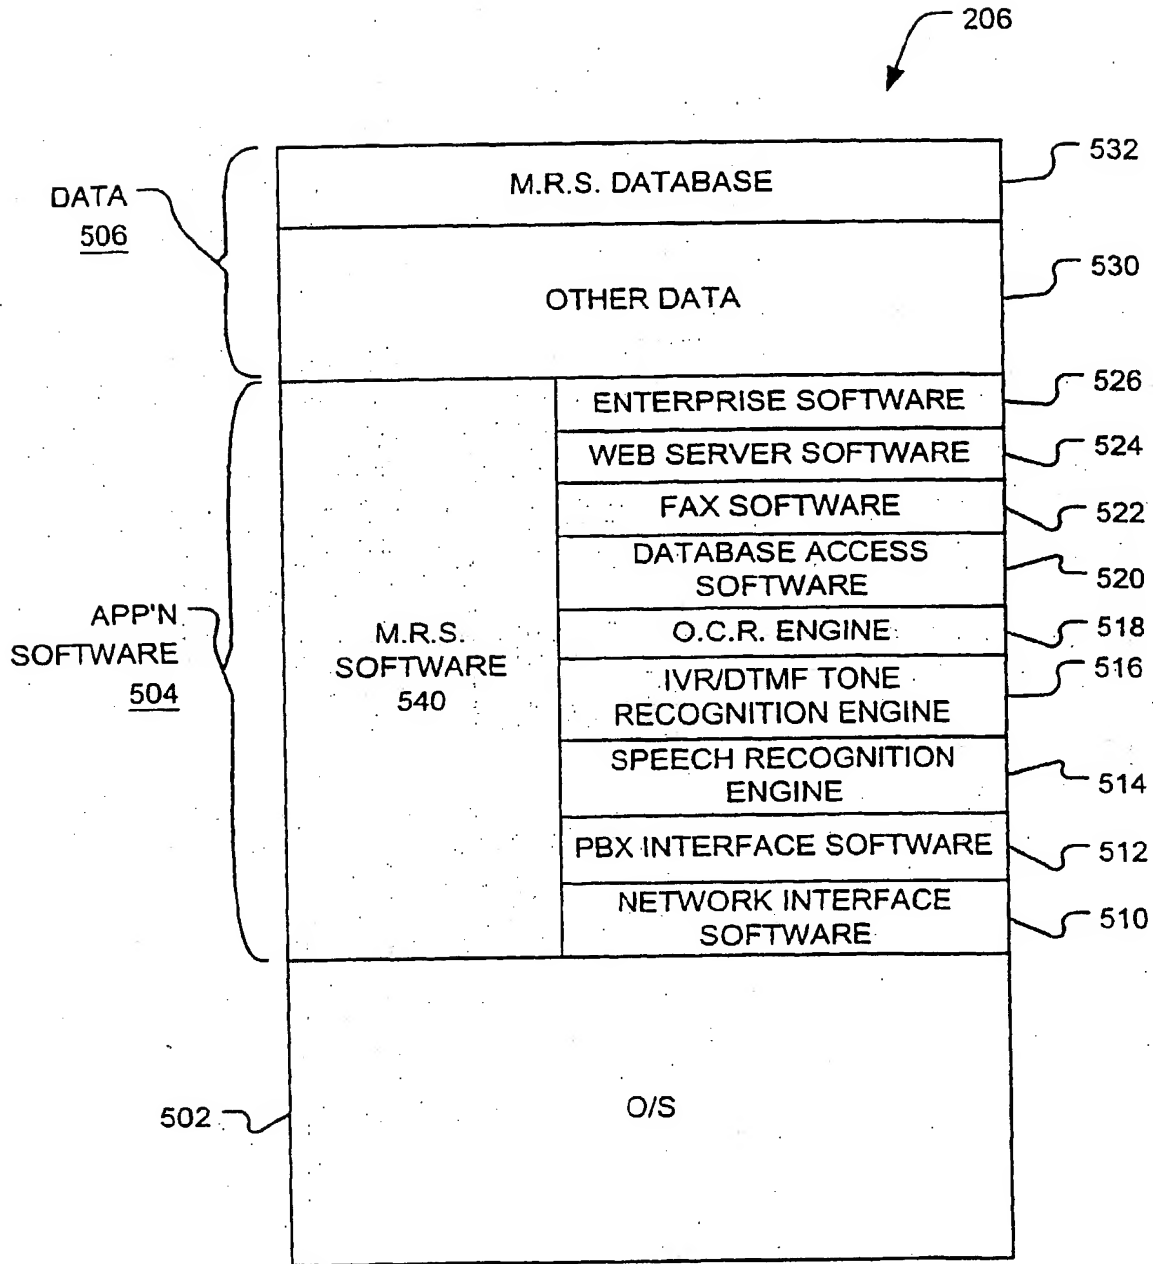 206
M.R.S. DATABASE
532
DATA
506
OTHER DATA
530
ENTERPRISE SOFTWARE
526
WEB SERVER SOFTWARE
524
FAX SOFTWARE
522
DATABASE ACCESS
SOFTWARE
520
APP'N
SOFTWARE
504
M.R.S.
SOFTWARE
540
O.C.R. ENGINE
518
IVR/DTMF TONE
RECOGNITION ENGINE
516
SPEECH RECOGNITION
ENGINE
514
PBX INTERFACE SOFTWARE
512
NETWORK INTERFACE
SOFTWARE
510
502
O/S